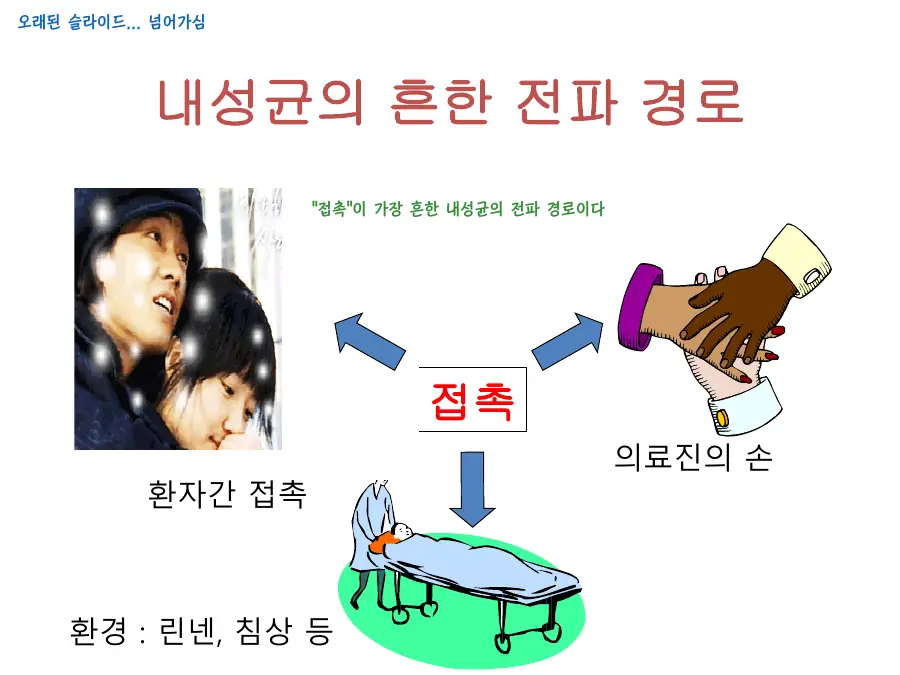 오래된 슬라이드... 넘어가심
내성균의 흔한 전파 경로
"접촉"이 가장 흔한 내성균의 전파 경로이다
접촉
의료진의 손
환자간 접촉
환경 : 린넨, 침상 등